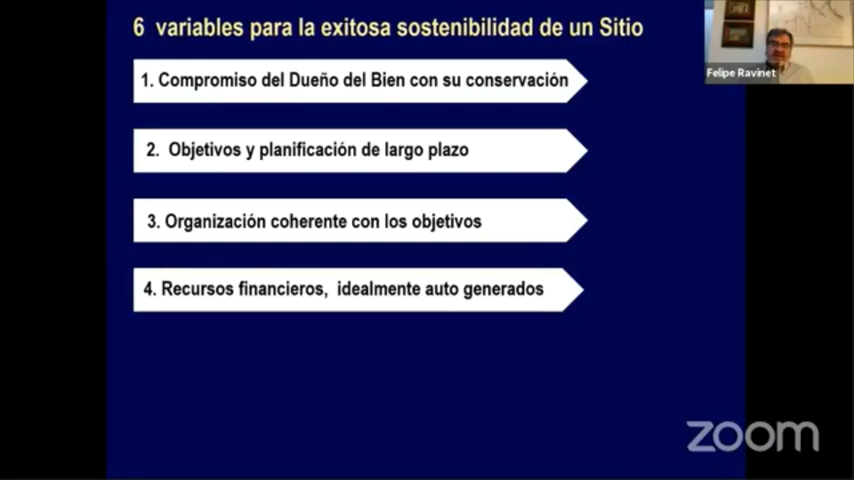 6 variables para la exitosa sostenibilidad de un Sitio
1. Compromiso del Dueño del Bien con su conservación
2. Objetivos y planificación de largo plazo
3. Organización coherente con los objetivos
4. Recursos financieros, idealmente auto generados
Felipe Ravinet
zoom